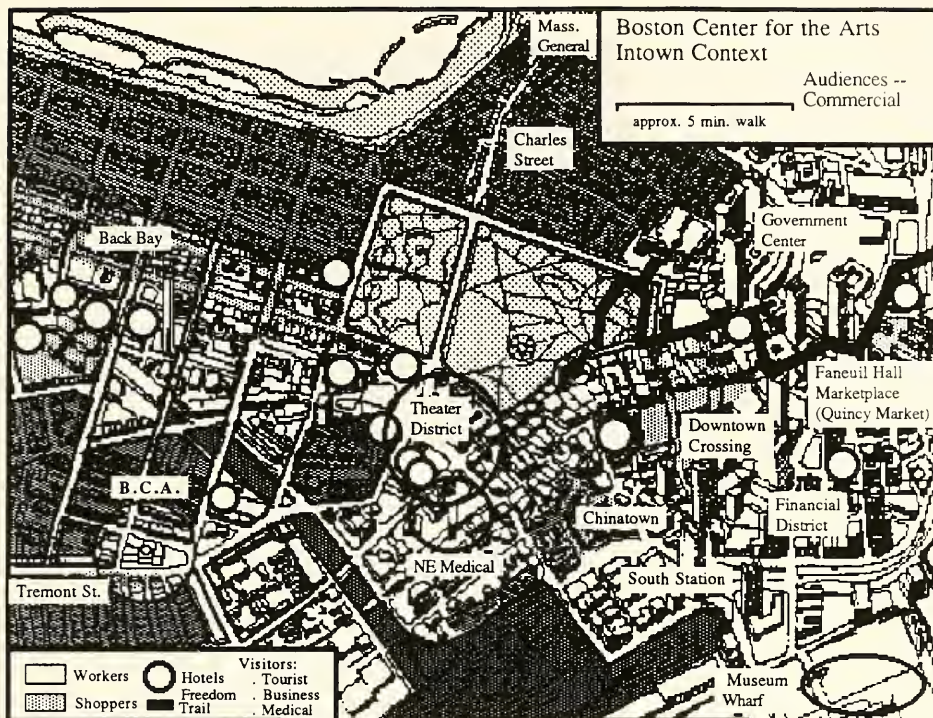 Boston Center for the Arts
Intown Context
Audiences --
Commercial
approx. 5 min. walk
Mass.
General
Charles
Street
Government
Center
Back Bay
Faneuil Hall
Marketplace
(Quincy Market)
Theater
District
Downtown
Crossing
B.C.A.
Chinatown
Financial
District
NE Medical
South Station
Tremont St.
Museum
Wharf
Workers
Shoppers
Hotels
Freedom
Trail
Visitors:
. Tourist
. Business
. Medical